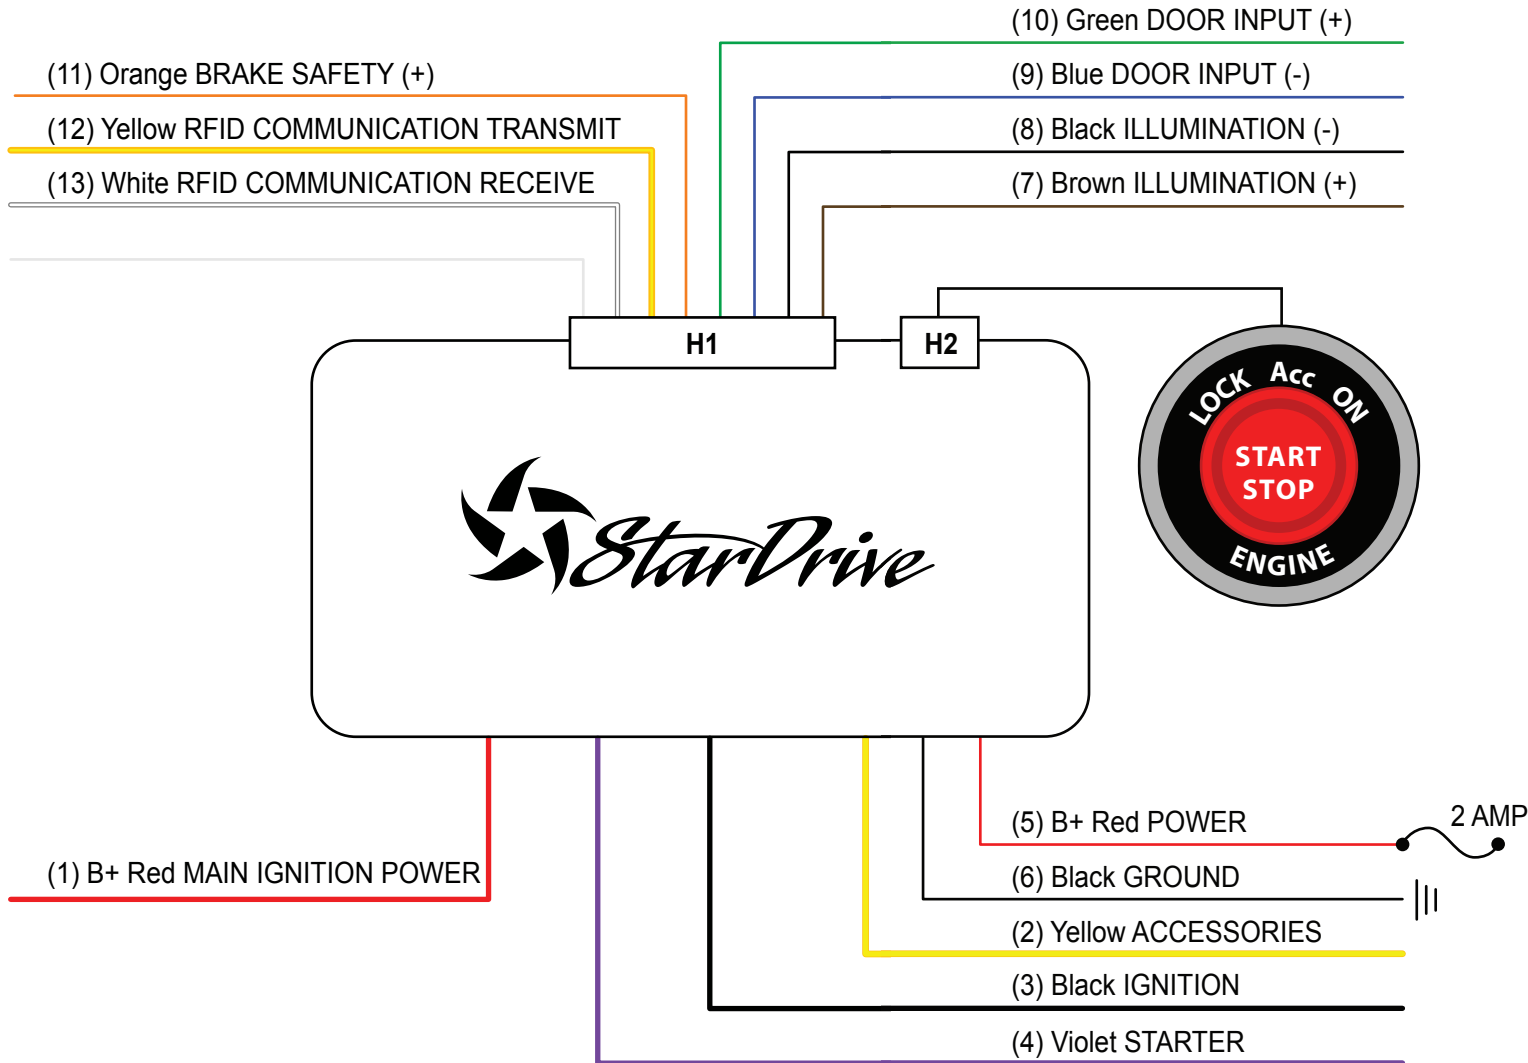 (10) Green DOOR INPUT (+)
(11) Orange BRAKE SAFETY (+)
(9) Blue DOOR INPUT (-)
(12) Yellow RFID COMMUNICATION TRANSMIT
(8) Black ILLUMINATION (-)
(13) White RFID COMMUNICATION RECEIVE
(7) Brown ILLUMINATION (+)
H1
H2
LOCK Acc ON
START
STOP
ENGINE
StarDrive
(5) B+ Red POWER
2 AMP
(1) B+ Red MAIN IGNITION POWER
(6) Black GROUND
(2) Yellow ACCESSORIES
(3) Black IGNITION
(4) Violet STARTER